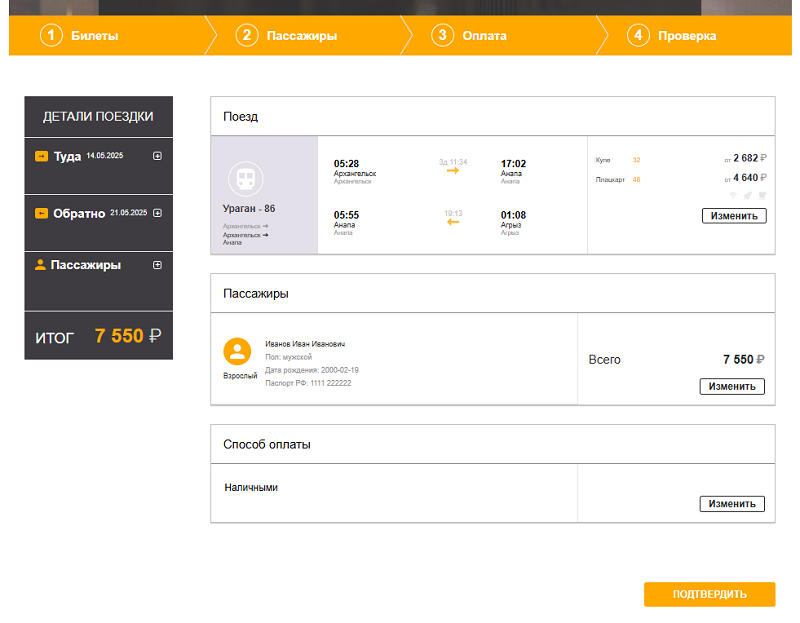 1 Билеты
2 Пассажиры
3 Оплата
4 Проверка
ДЕТАЛИ ПОЕЗДКИ
Туда 14.05.2025
Обратно 21.05.2025
Пассажиры
ИТОГ 7 550 ₽
Поезд
Ураган - 86
Архангельск →
Архангельск →
Анапа
05:28
Архангельск
Архангельск
3д 11:34
→
17:02
Анапа
Анапа
05:55
Анапа
Анапа
19:13
←
01:08
Агрыз
Агрыз
Купе 32 от 2 682 ₽
Плацкарт 48 от 4 640 ₽
Изменить
Пассажиры
Взрослый
Иванов Иван Иванович
Пол: мужской
Дата рождения: 2000-02-19
Паспорт РФ: 1111 222222
Всего 7 550 ₽
Изменить
Способ оплаты
Наличными
Изменить
ПОДТВЕРДИТЬ